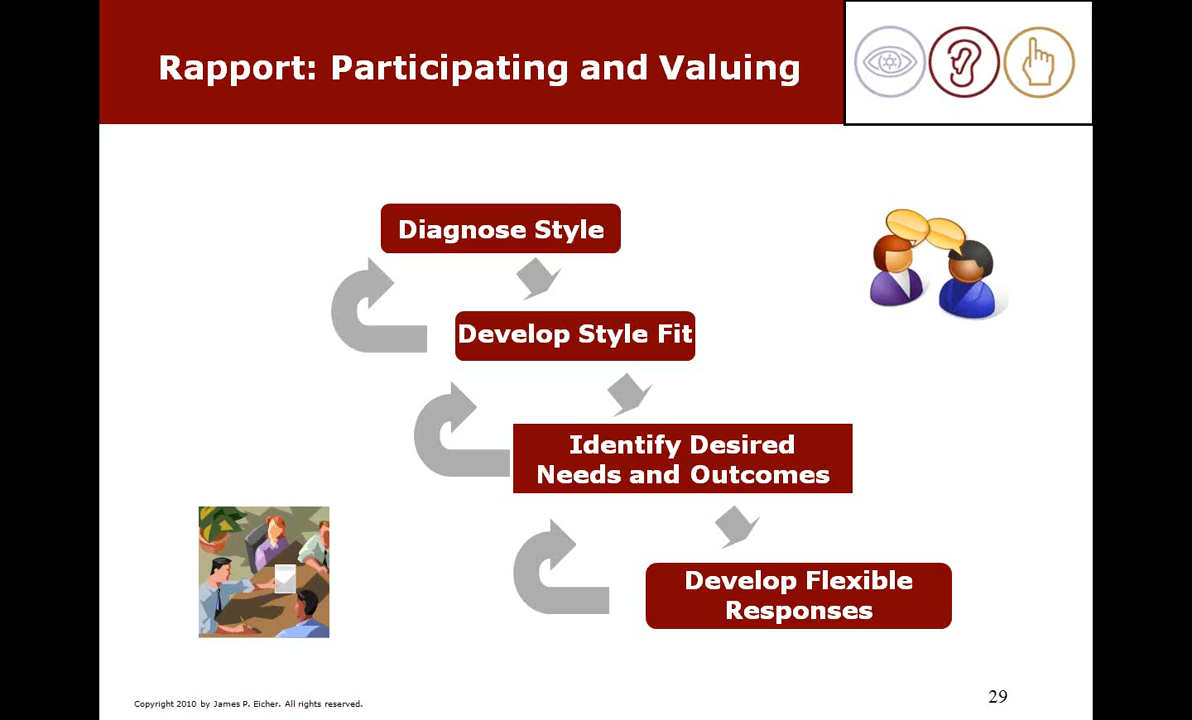 Rapport: Participating and Valuing
Diagnose Style
Develop Style Fit
Identify Desired
Needs and Outcomes
Develop Flexible
Responses
Copyright 2010 by James P. Eicher. All rights reserved.
29